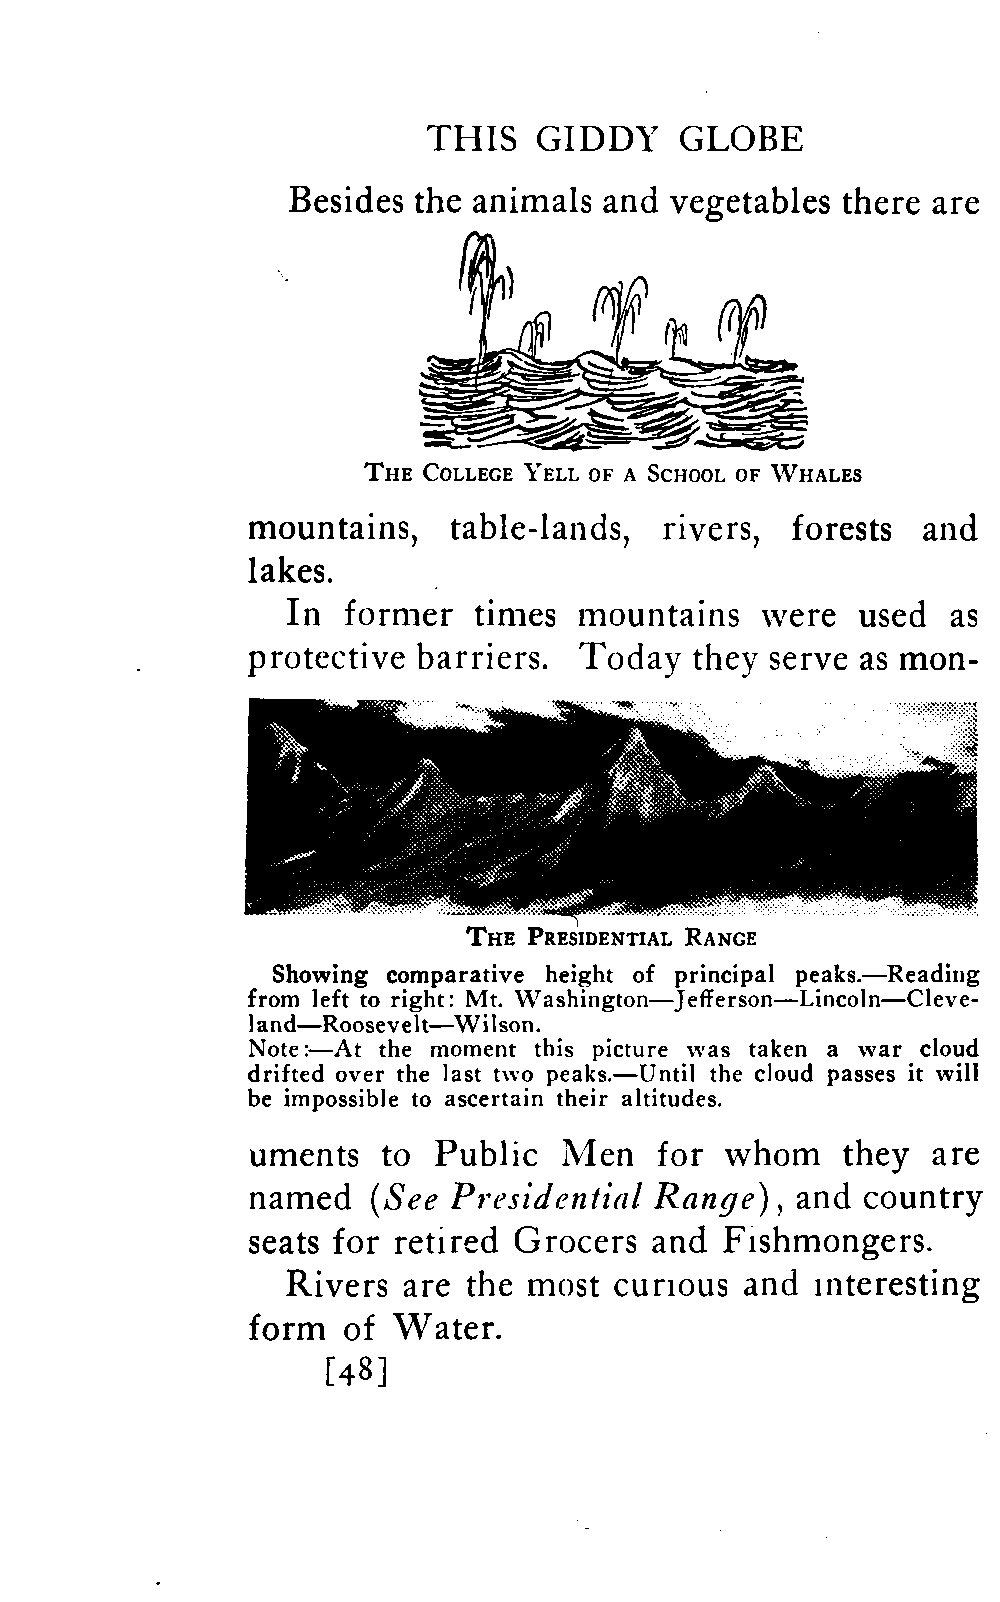 THIS GIDDY GLOBE
Besides the animals and vegetables there are
THE COLLEGE YELL OF A SCHOOL OF WHALES
mountains, table-lands, rivers, forests and
lakes.
In former times mountains were used as
protective barriers. Today they serve as mon-
THE PRESIDENTIAL RANGE
Showing comparative height of principal peaks.—Reading
from left to right: Mt. Washington—Jefferson—Lincoln—Cleve-
land—Roosevelt—Wilson.
Note:—At the moment this picture was taken a war cloud
drifted over the last two peaks.—Until the cloud passes it will
be impossible to ascertain their altitudes.
uments to Public Men for whom they are
named (See Presidential Range), and country
seats for retired Grocers and Fishmongers.
Rivers are the most curious and interesting
form of Water.
[48]